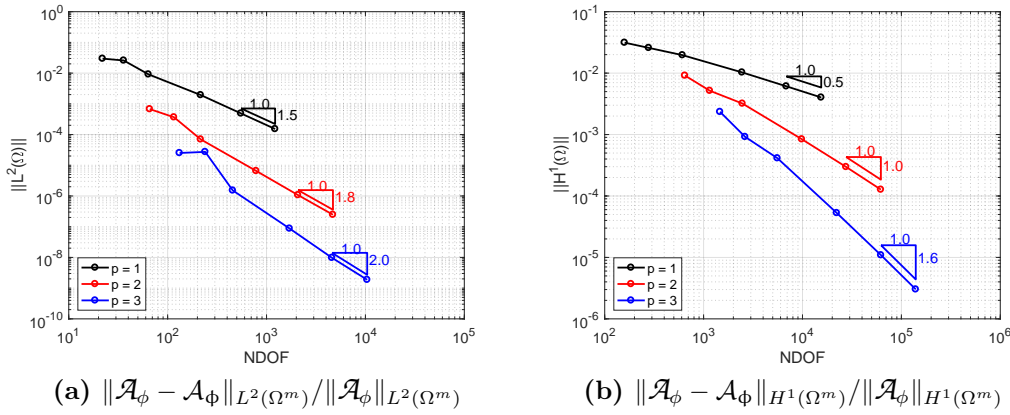 10^0
10^-2
10^-4
10^-6
10^-8
10^-10
||L^2(Ω)||
1.0
1.5
1.0
1.8
1.0
2.0
p = 1
p = 2
p = 3
10^1 10^2 10^3 10^4 10^5
NDOF
(a) ‖𝒜_ϕ − 𝒜_ɸ‖_{L^2(Ω^m)}/‖𝒜_ϕ‖_{L^2(Ω^m)}
10^-1
10^-2
10^-3
10^-4
10^-5
10^-6
||H^1(Ω)||
1.0
0.5
1.0
1.0
1.0
1.6
p = 1
p = 2
p = 3
10^2 10^3 10^4 10^5 10^6
NDOF
(b) ‖𝒜_ϕ − 𝒜_ɸ‖_{H^1(Ω^m)}/‖𝒜_ϕ‖_{H^1(Ω^m)}